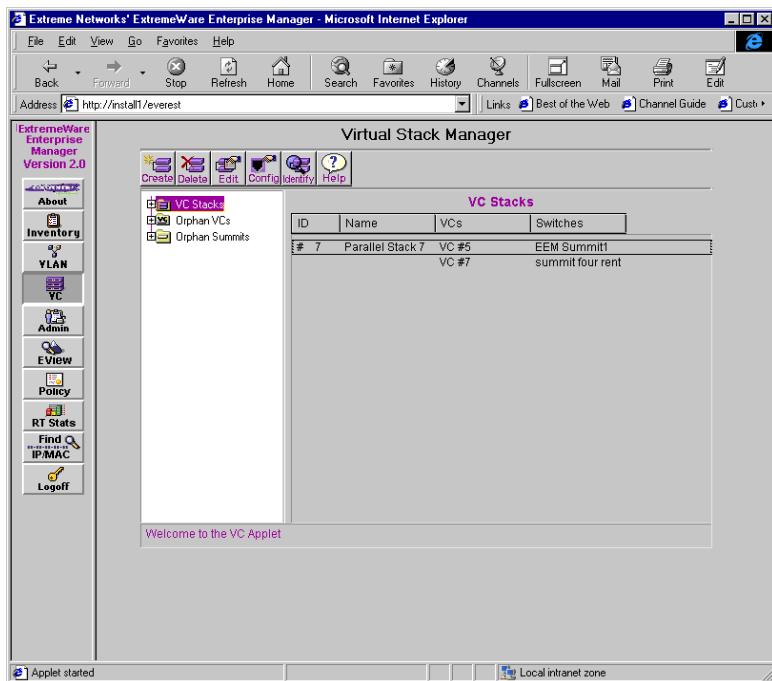 Extreme Networks' ExtremeWare Enterprise Manager - Microsoft Internet Explorer
File Edit View Go Favorites Help
Back Forward Stop Refresh Home Search Favorites History Channels Fullscreen Mail Print Edit
Address http://install1/everest Links Best of the Web Channel Guide Custo
ExtremeWare
Enterprise
Manager
Version 2.0
Virtual Stack Manager
Create Delete Edit Config Identify Help
About
Inventory
VLAN
VC
Admin
EView
Policy
RT Stats
Find
IP/MAC
Logoff
VC Stacks
Orphan VCs
Orphan Summits
VC Stacks
ID Name VCs Switches
# 7 Parallel Stack 7 VC #5 EEM Summit1
VC #7 summit four rent
Welcome to the VC Applet
Applet started Local intranet zone